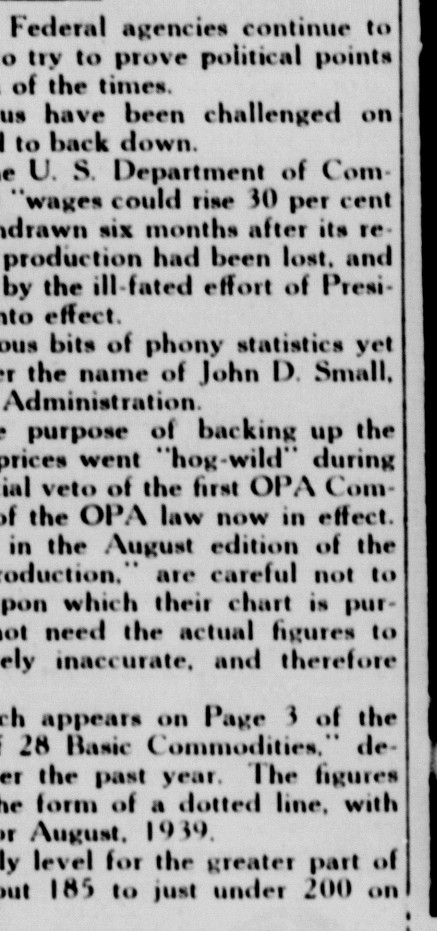 Federal agencies continue to
o try to prove political points
of the times.
us have been challenged on
l to back down.
e U. S. Department of Com-
"wages could rise 30 per cent
hdrawn six months after its re-
production had been lost, and
by the ill-fated effort of Presi-
nto effect.
ous bits of phony statistics yet
er the name of John D. Small,
Administration.
e purpose of backing up the
prices went "hog-wild" during
ial veto of the first OPA Com-
of the OPA law now in effect.
in the August edition of the
roduction," are careful not to
pon which their chart is pur-
not need the actual figures to
ely inaccurate, and therefore
ch appears on Page 3 of the
f 28 Basic Commodities," de-
er the past year. The figures
he form of a dotted line, with
or August, 1939.
ly level for the greater part of
out 185 to just under 200 on